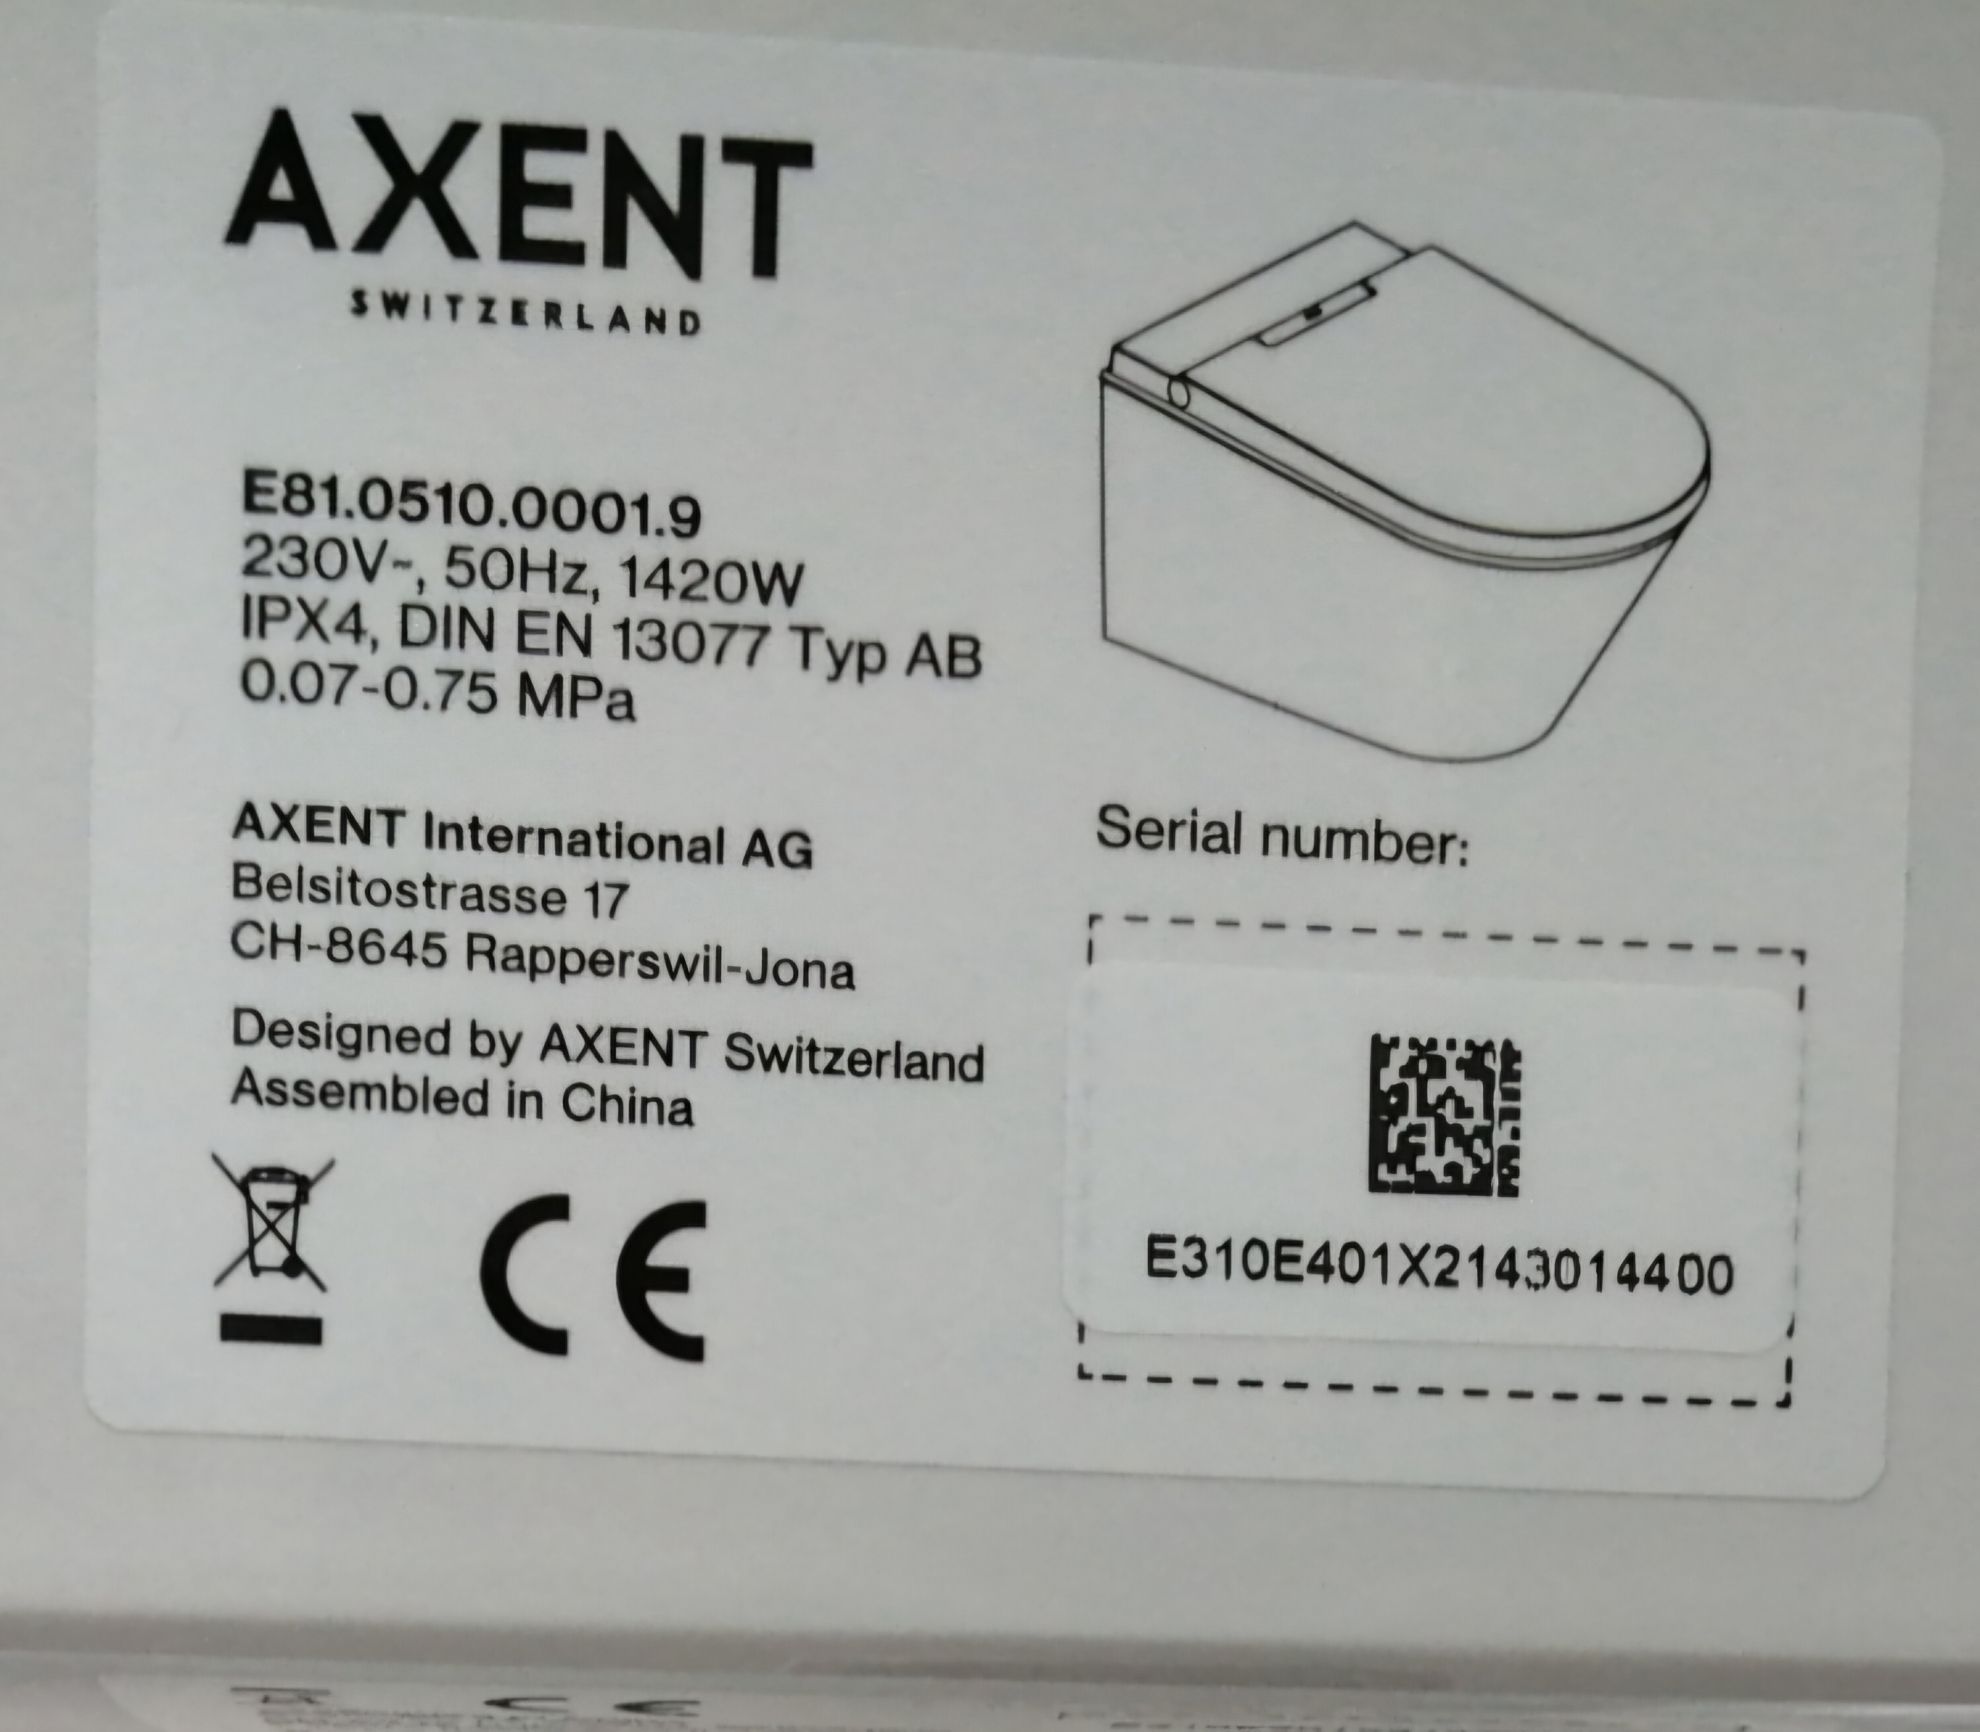 AXENT
SWITZERLAND
E81.0510.0001.9
230V~, 50Hz, 1420W
IPX4, DIN EN 13077 Typ AB
0.07-0.75 MPa
AXENT International AG
Belsitostrasse 17
CH-8645 Rapperswil-Jona
Designed by AXENT Switzerland
Assembled in China
CE
Serial number:
E310E401X2143014400